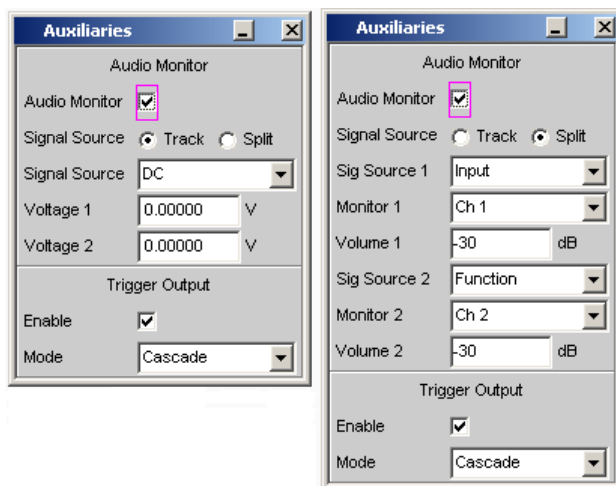 Auxiliaries
Audio Monitor
Audio Monitor
Signal Source Track Split
Signal Source DC
Voltage 1 0.00000 V
Voltage 2 0.00000 V
Trigger Output
Enable
Mode Cascade
Auxiliaries
Audio Monitor
Audio Monitor
Signal Source Track Split
Sig Source 1 Input
Monitor 1 Ch 1
Volume 1 -30 dB
Sig Source 2 Function
Monitor 2 Ch 2
Volume 2 -30 dB
Trigger Output
Enable
Mode Cascade